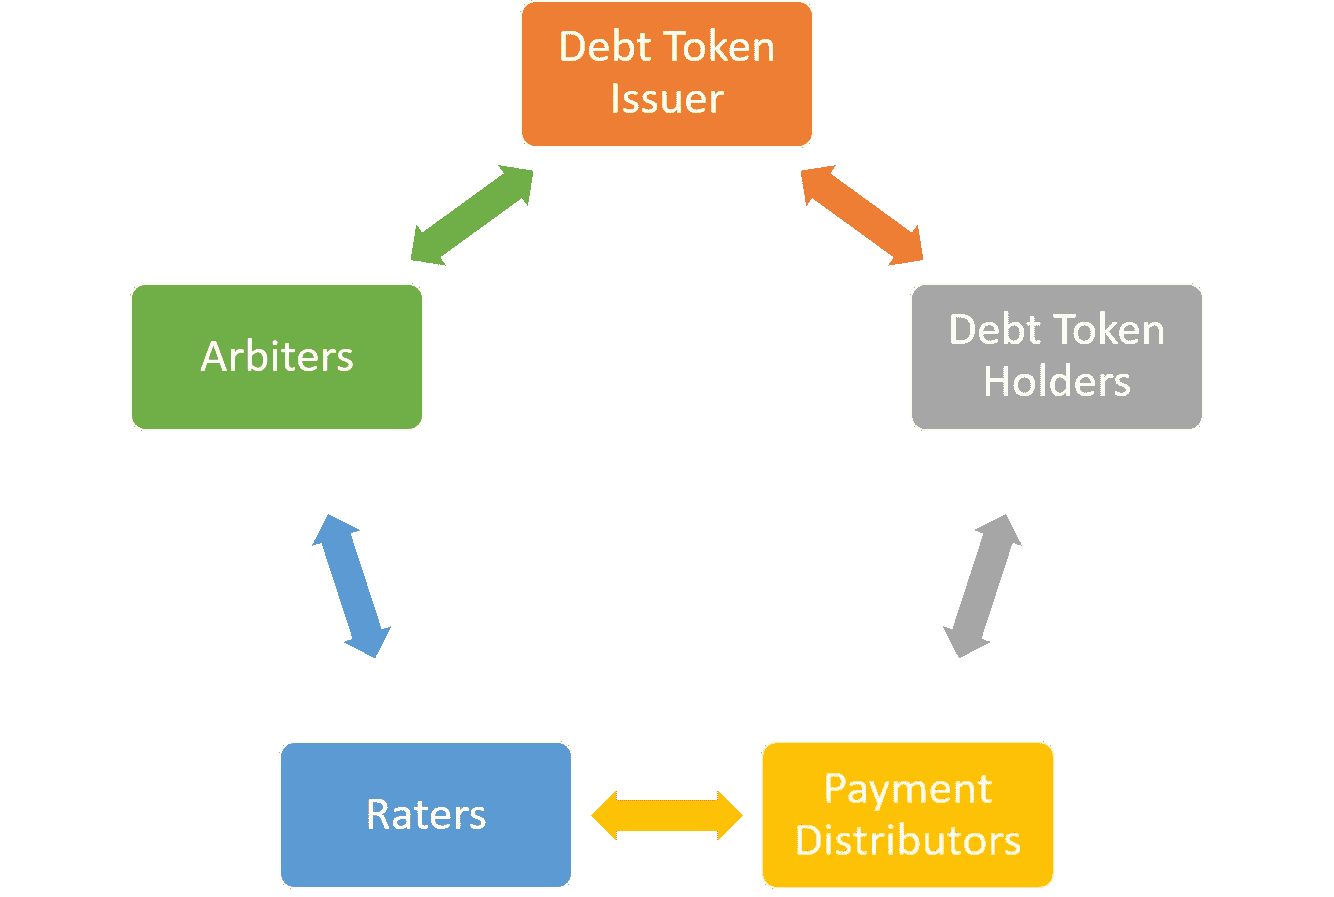 Debt Token
Issuer
Arbiters
Debt Token
Holders
Raters
Payment
Distributors